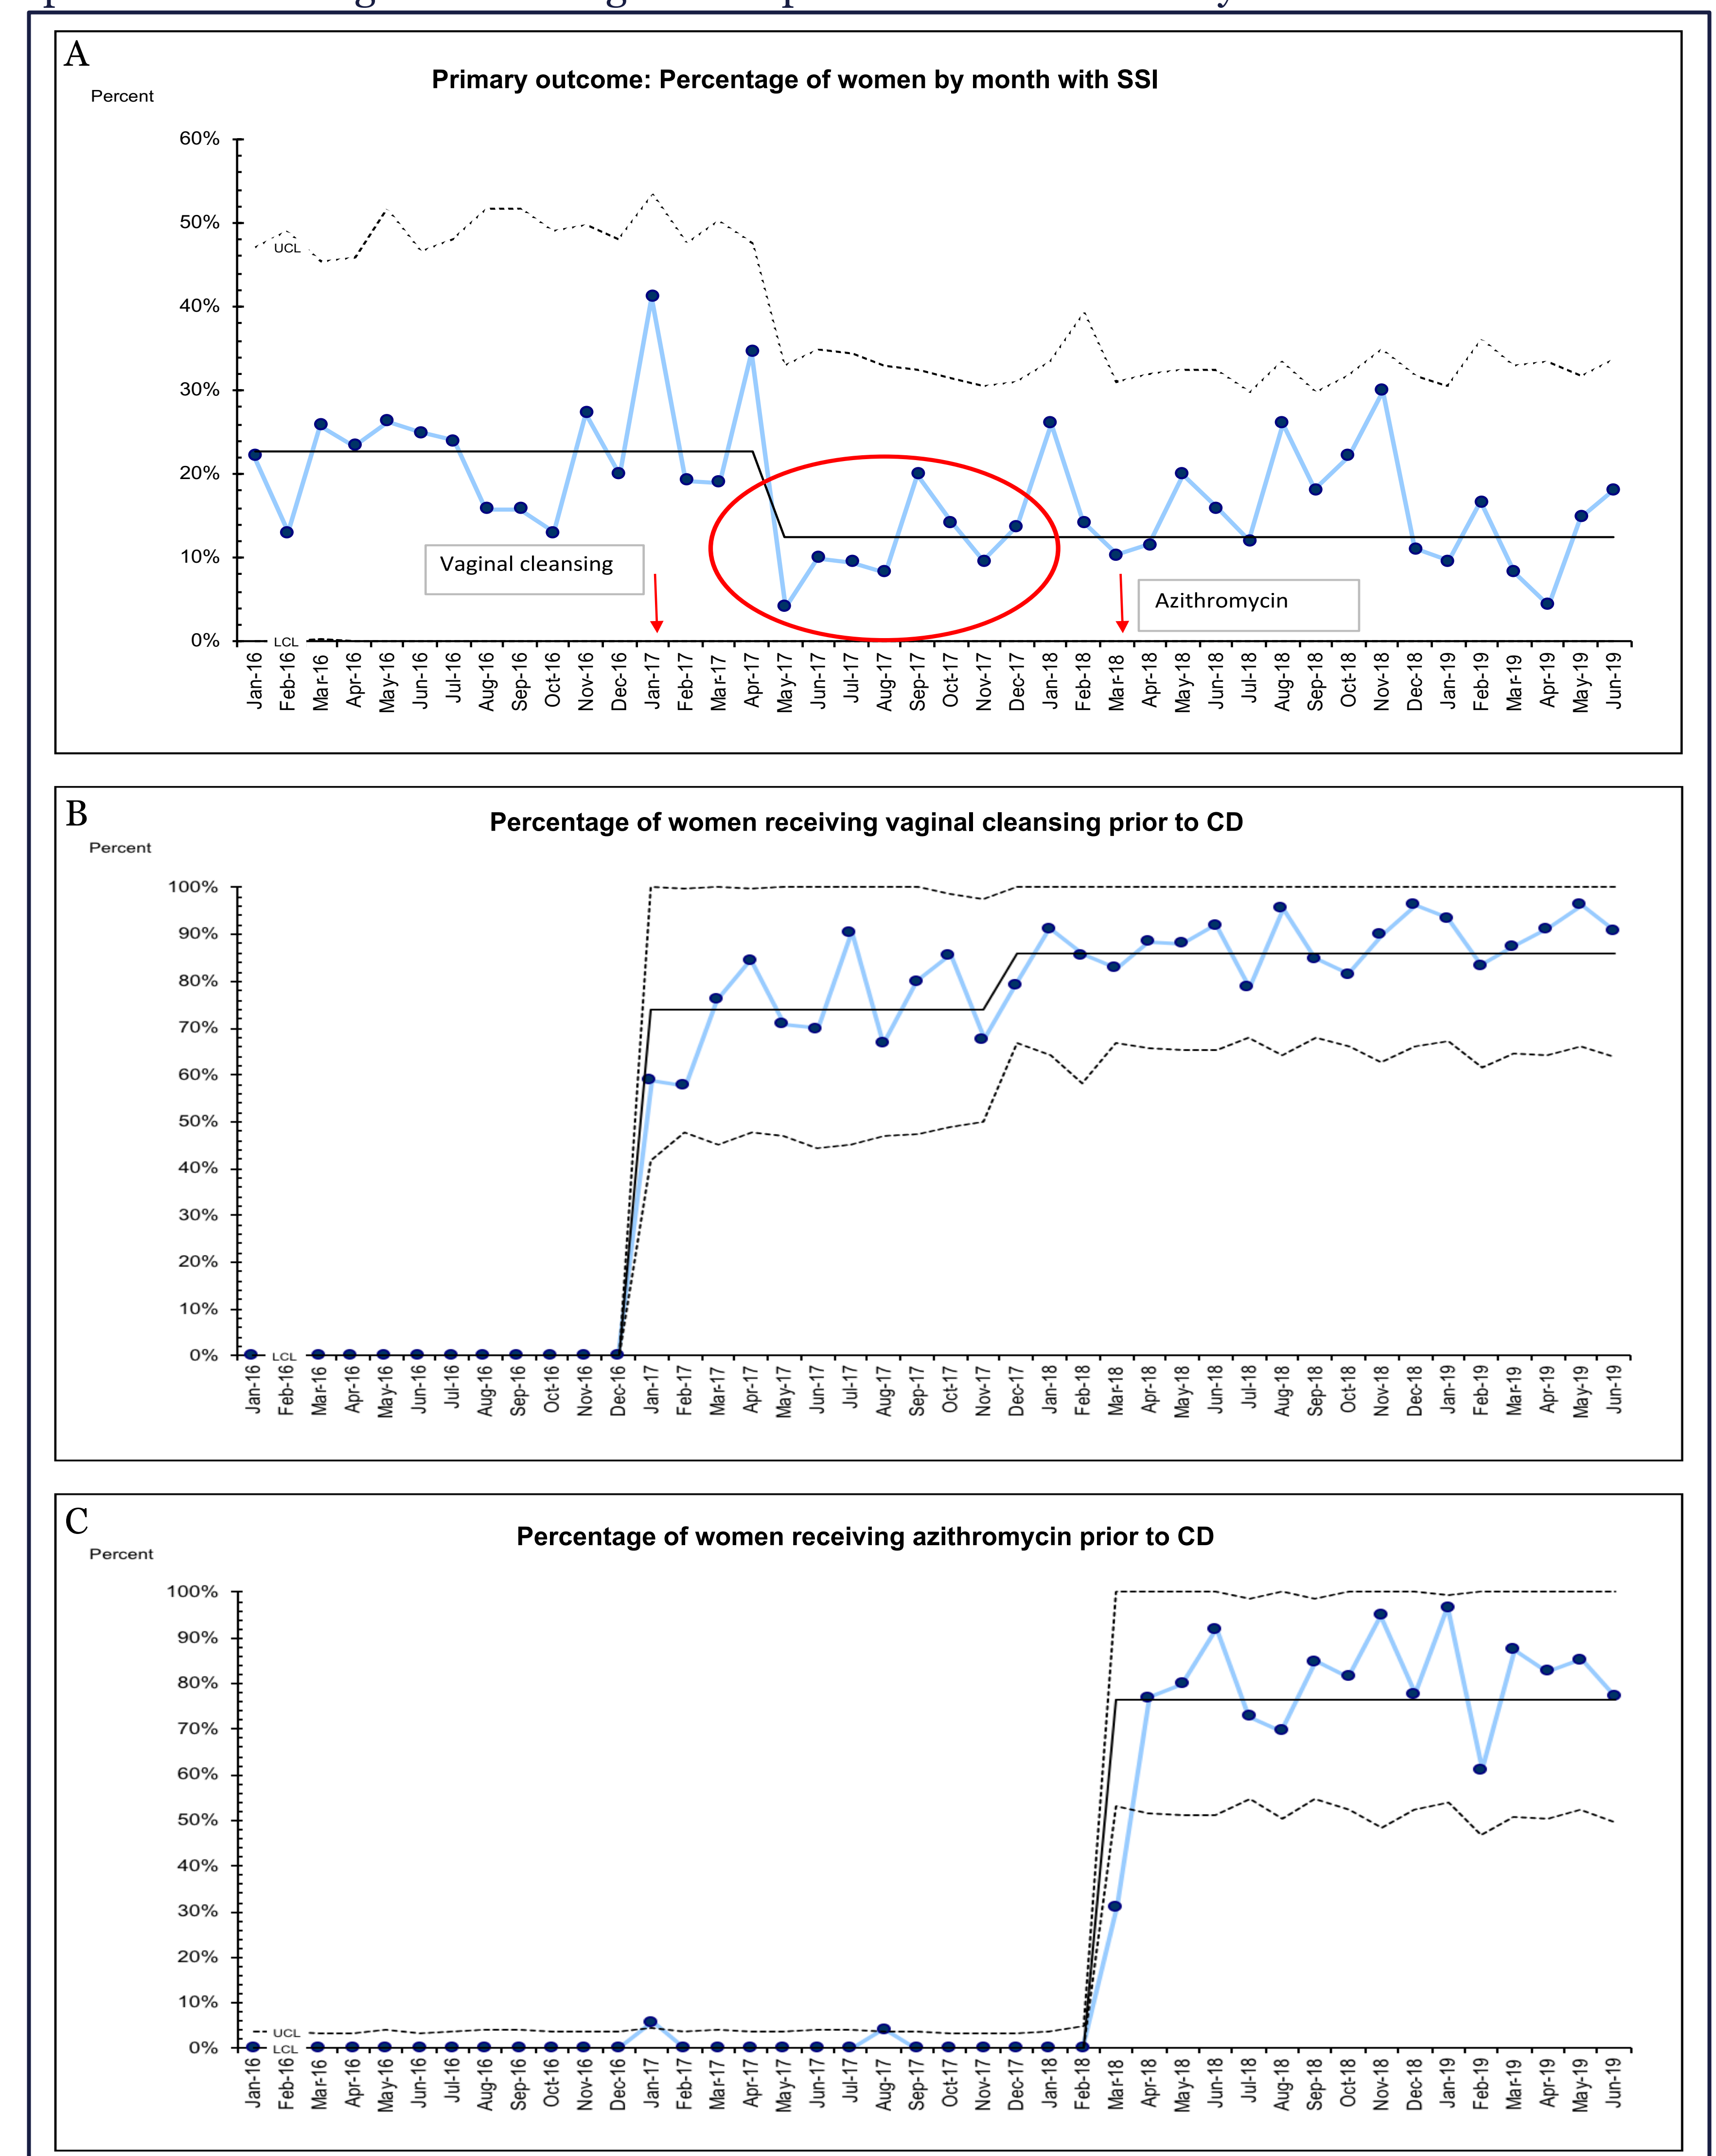 A
Primary outcome: Percentage of women by month with SSI
Percent
60%
50%
UCL
40%
30%
20%
10%
Vaginal cleansing
Azithromycin
0%
LCL
Jan-16 Feb-16 Mar-16 Apr-16 May-16 Jun-16 Jul-16 Aug-16 Sep-16 Oct-16 Nov-16 Dec-16 Jan-17 Feb-17 Mar-17 Apr-17 May-17 Jun-17 Jul-17 Aug-17 Sep-17 Oct-17 Nov-17 Dec-17 Jan-18 Feb-18 Mar-18 Apr-18 May-18 Jun-18 Jul-18 Aug-18 Sep-18 Oct-18 Nov-18 Dec-18 Jan-19 Feb-19 Mar-19 Apr-19 May-19 Jun-19
B
Percentage of women receiving vaginal cleansing prior to CD
Percent
100%
90%
80%
70%
60%
50%
40%
30%
20%
10%
0%
LCL
Jan-16 Feb-16 Mar-16 Apr-16 May-16 Jun-16 Jul-16 Aug-16 Sep-16 Oct-16 Nov-16 Dec-16 Jan-17 Feb-17 Mar-17 Apr-17 May-17 Jun-17 Jul-17 Aug-17 Sep-17 Oct-17 Nov-17 Dec-17 Jan-18 Feb-18 Mar-18 Apr-18 May-18 Jun-18 Jul-18 Aug-18 Sep-18 Oct-18 Nov-18 Dec-18 Jan-19 Feb-19 Mar-19 Apr-19 May-19 Jun-19
C
Percentage of women receiving azithromycin prior to CD
Percent
100%
90%
80%
70%
60%
50%
40%
30%
20%
10%
UCL
0%
LCL
Jan-16 Feb-16 Mar-16 Apr-16 May-16 Jun-16 Jul-16 Aug-16 Sep-16 Oct-16 Nov-16 Dec-16 Jan-17 Feb-17 Mar-17 Apr-17 May-17 Jun-17 Jul-17 Aug-17 Sep-17 Oct-17 Nov-17 Dec-17 Jan-18 Feb-18 Mar-18 Apr-18 May-18 Jun-18 Jul-18 Aug-18 Sep-18 Oct-18 Nov-18 Dec-18 Jan-19 Feb-19 Mar-19 Apr-19 May-19 Jun-19